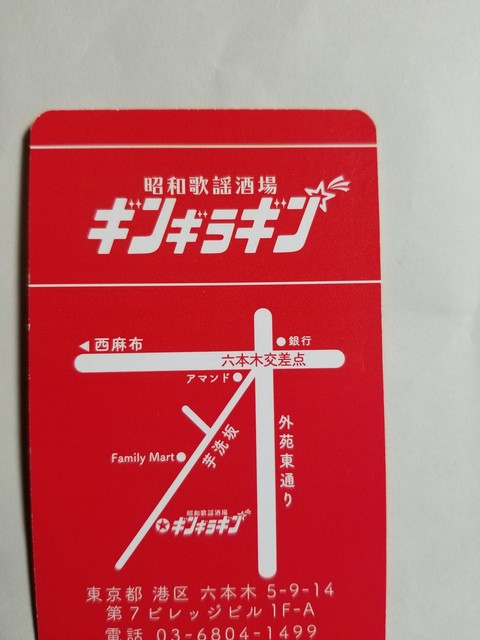 昭和歌謡酒場
ギンギラギン
◀西麻布
銀行
六本木交差点
アマンド
外苑東通り
芋洗坂
Family Mart
昭和歌謡酒場
ギンギラギン
東京都 港区 六本木 5-9-14
第7ビレッジビル 1F-A
電話 03-6804-1499